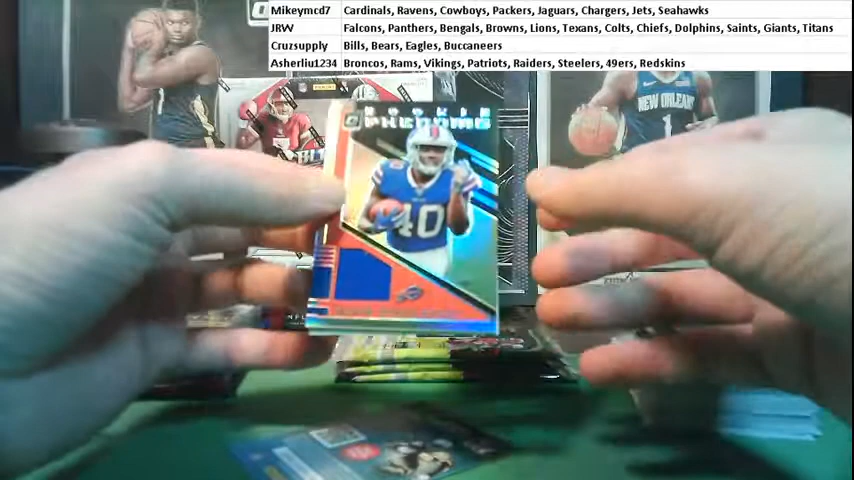 Mikeymcd7 Cardinals, Ravens, Cowboys, Packers, Jaguars, Chargers, Jets, Seahawks
JRW Falcons, Panthers, Bengals, Browns, Lions, Texans, Colts, Chiefs, Dolphins, Saints, Giants, Titans
Cruzsupply Bills, Bears, Eagles, Buccaneers
Asherliu1234 Broncos, Rams, Vikings, Patriots, Raiders, Steelers, 49ers, Redskins
NEW ORLEANS
1
ROOKIE
PHENOMS
40